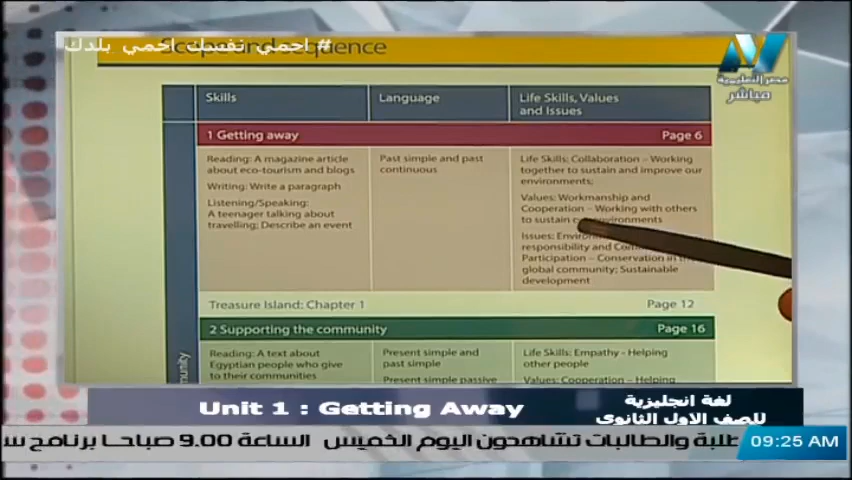 # احمي نفسك احمي بلدك
Scope and sequence
مصر التعليمية
مباشر
Skills
Language
Life Skills, Values
and Issues
1 Getting away
Page 6
Reading: A magazine article
about eco-tourism and blogs
Writing: Write a paragraph
Listening/Speaking:
A teenager talking about
travelling; Describe an event
Past simple and past
continuous
Life Skills: Collaboration – Working
together to sustain and improve our
environments;
Values: Workmanship and
Cooperation – Working with others
to sustain environments
Issues:
responsibility and
Participation – Conservation in the
global community; Sustainable
development
Treasure Island: Chapter 1
Page 12
2 Supporting the community
Page 16
Reading: A text about
Egyptian people who give
to their communities
Present simple and
past simple
Present simple passive
Life Skills: Empathy - Helping
other people
Values: Cooperation – Helping
Unit 1 : Getting Away
لغة انجليزية
للصف الاول الثانوى
طلبة والطالبات تشاهدون اليوم الخميس الساعة 9.00 صباحا برنامج
09:25 AM